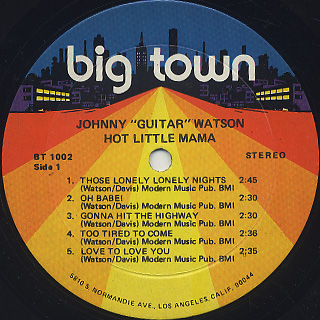 big town
JOHNNY "GUITAR" WATSON
HOT LITTLE MAMA
BT 1002
Side 1
STEREO
1. THOSE LONELY LONELY NIGHTS 2:45
(Watson/Davis) Modern Music Pub. BMI
2. OH BABE! 2:30
(Watson/Davis) Modern Music Pub. BMI
3. GONNA HIT THE HIGHWAY 2:30
(Watson/Davis) Modern Music Pub. BMI
4. TOO TIRED TO COME 2:36
(Watson/Davis) Modern Music Pub. BMI
5. LOVE TO LOVE YOU 2:35
(Watson/Davis) Modern Music Pub. BMI
5810 S. NORMANDIE AVE., LOS ANGELES, CALIF. 90044